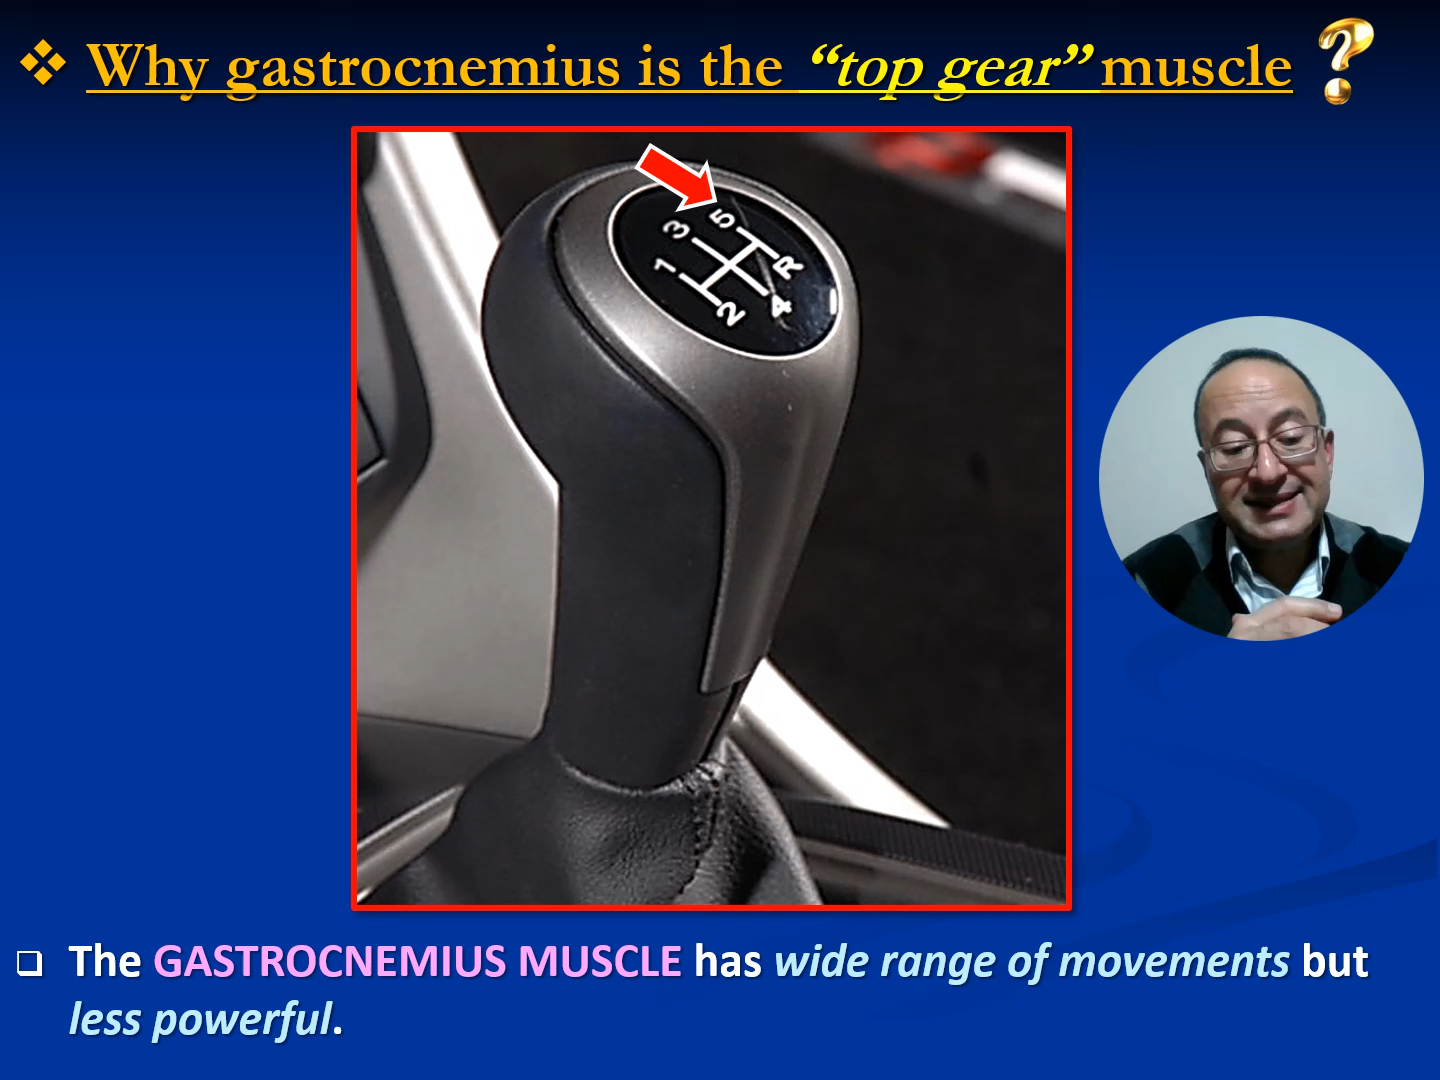 ❖ Why gastrocnemius is the “top gear” muscle ?
1 3 5
2 4 R
❑ The GASTROCNEMIUS MUSCLE has wide range of movements but
less powerful.